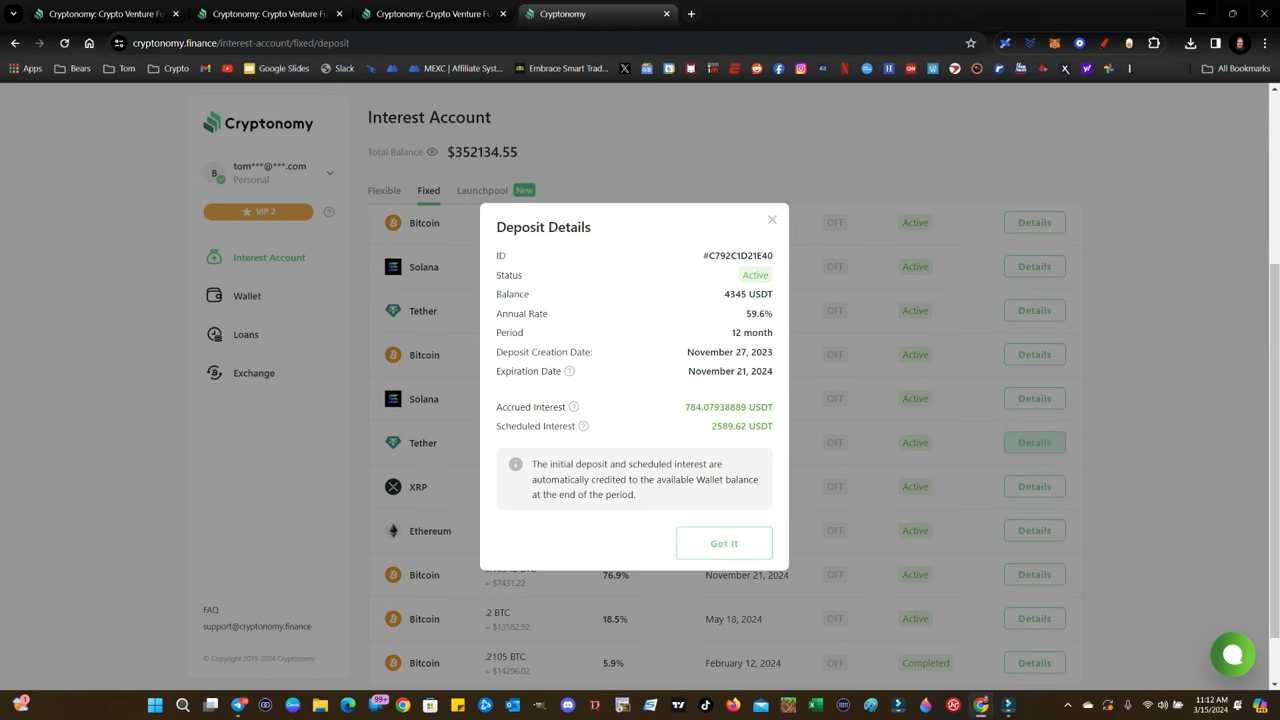 Cryptonomy: Crypto Venture Fu
Cryptonomy: Crypto Venture Fu
Cryptonomy: Crypto Venture Fu
Cryptonomy
cryptonomy.finance/interest-account/fixed/deposit
Apps
Bears
Tom
Crypto
Google Slides
Slack
MEXC | Affiliate Sy...
Embrace Smart Trad...
All Bookmarks
Cryptonomy
tom***@***.com
Personal
B
VIP 2
Interest Account
Wallet
Loans
Exchange
FAQ
support@cryptonomy.finance
© Copyright 2019-2024 Cryptonomy
Interest Account
Total Balance $352134.55
Flexible Fixed Launchpool New
Bitcoin OFF Active Details
Solana OFF Active Details
Tether OFF Active Details
Bitcoin OFF Active Details
Solana OFF Active Details
Tether OFF Active Details
XRP OFF Active Details
Ethereum OFF Active Details
Bitcoin 76.9% November 21, 2024 OFF Active Details
≈ $7431.22
Bitcoin .2 BTC 18.5% May 18, 2024 OFF Active Details
≈ $13582.92
Bitcoin .2105 BTC 5.9% February 12, 2024 OFF Completed Details
≈ $14296.02
Deposit Details
ID #C792C1D21E40
Status Active
Balance 4345 USDT
Annual Rate 59.6%
Period 12 month
Deposit Creation Date: November 27, 2023
Expiration Date November 21, 2024
Accrued Interest 784.07938889 USDT
Scheduled Interest 2589.62 USDT
The initial deposit and scheduled interest are
automatically credited to the available Wallet balance
at the end of the period.
Got It
99+
11:12 AM
3/15/2024